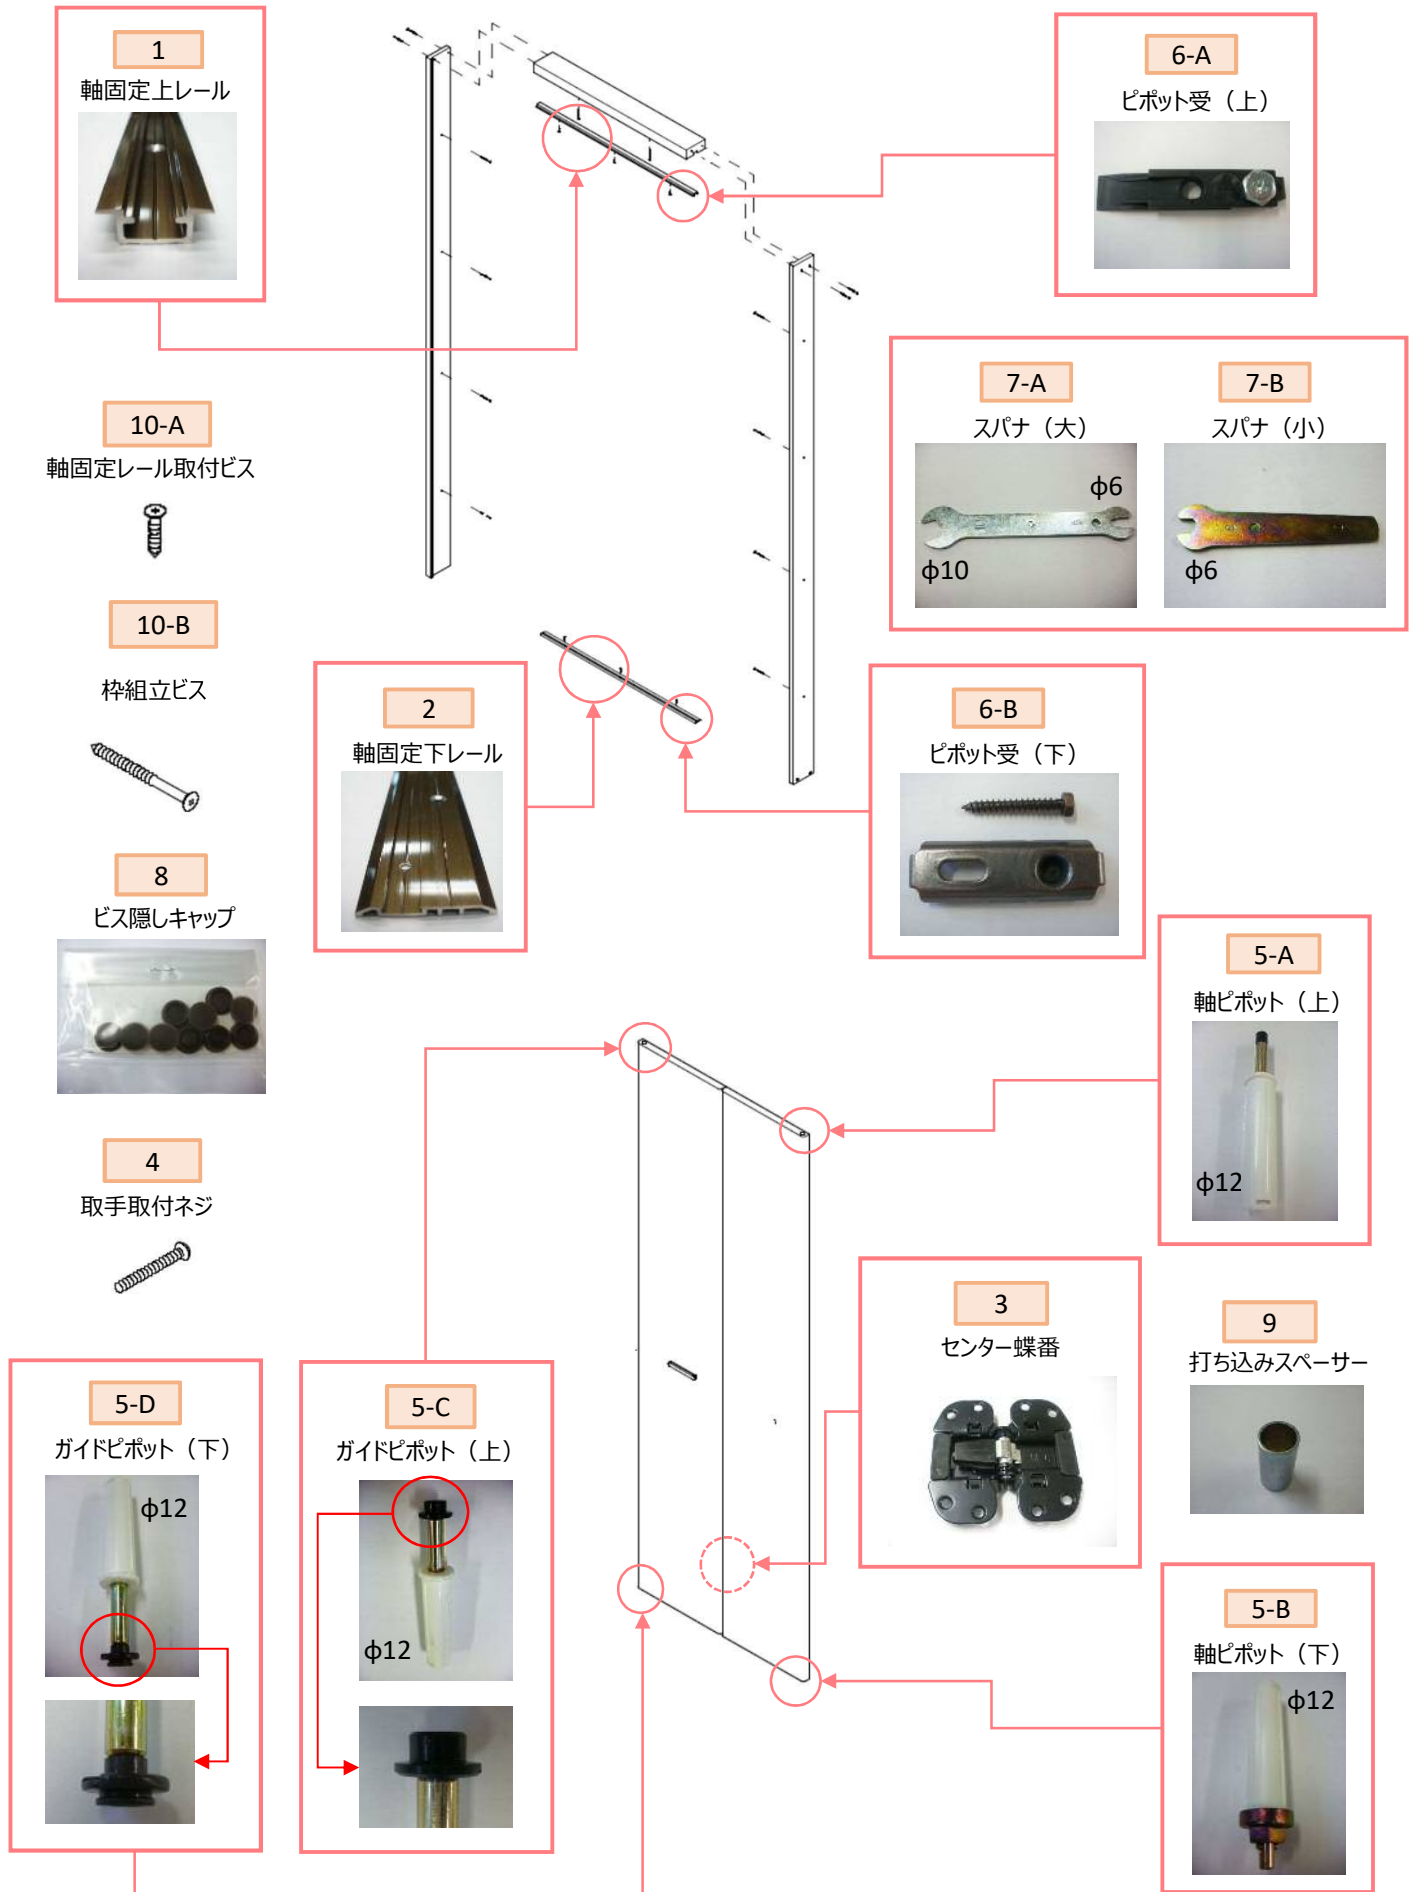 1
軸固定上レール
6-A
ピボット受（上）
7-A
スパナ（大）
φ6
φ10
7-B
スパナ（小）
φ6
10-A
軸固定レール取付ビス
10-B
枠組立ビス
2
軸固定下レール
6-B
ピボット受（下）
8
ビス隠しキャップ
5-A
軸ピボット（上）
φ12
4
取手取付ネジ
3
センター蝶番
9
打ち込みスペーサー
5-D
ガイドピボット（下）
φ12
5-C
ガイドピボット（上）
φ12
5-B
軸ピボット（下）
φ12